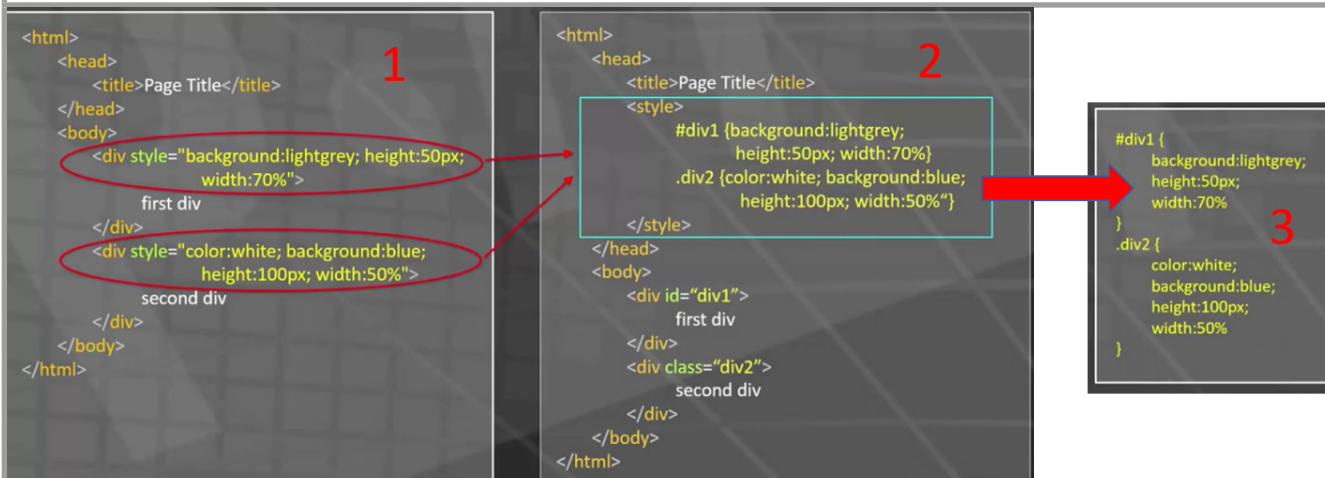 1
<html>
<head>
<title>Page Title</title>
</head>
<body>
<div style="background:lightgrey; height:50px;
width:70%">
first div
</div>
<div style="color:white; background:blue;
height:100px; width:50%">
second div
</div>
</body>
</html>
2
<html>
<head>
<title>Page Title</title>
<style>
#div1 {background:lightgrey;
height:50px; width:70%}
.div2 {color:white; background:blue;
height:100px; width:50%“}
</style>
</head>
<body>
<div id=“div1”>
first div
</div>
<div class=“div2”>
second div
</div>
</body>
</html>
3
#div1 {
background:lightgrey;
height:50px;
width:70%
}
.div2 {
color:white;
background:blue;
height:100px;
width:50%
}